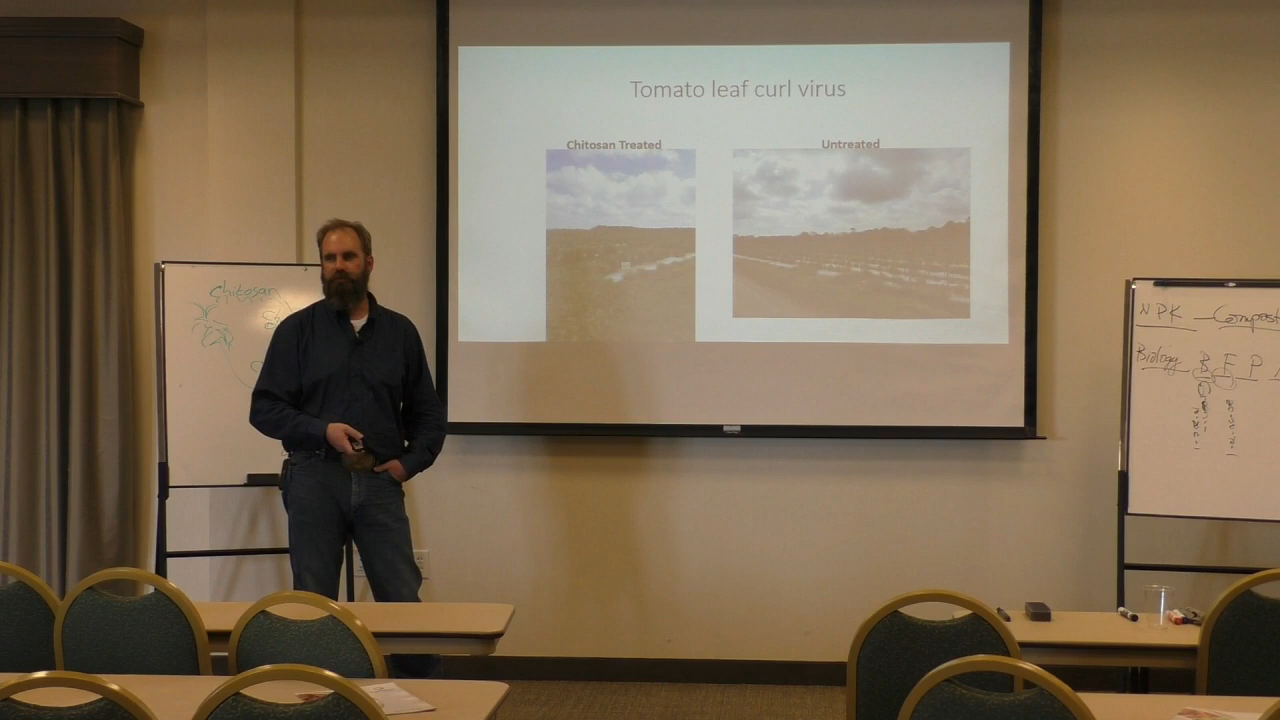 Tomato leaf curl virus
Chitosan Treated
Untreated
Chitosan
NPK - Compost
Biology B F P